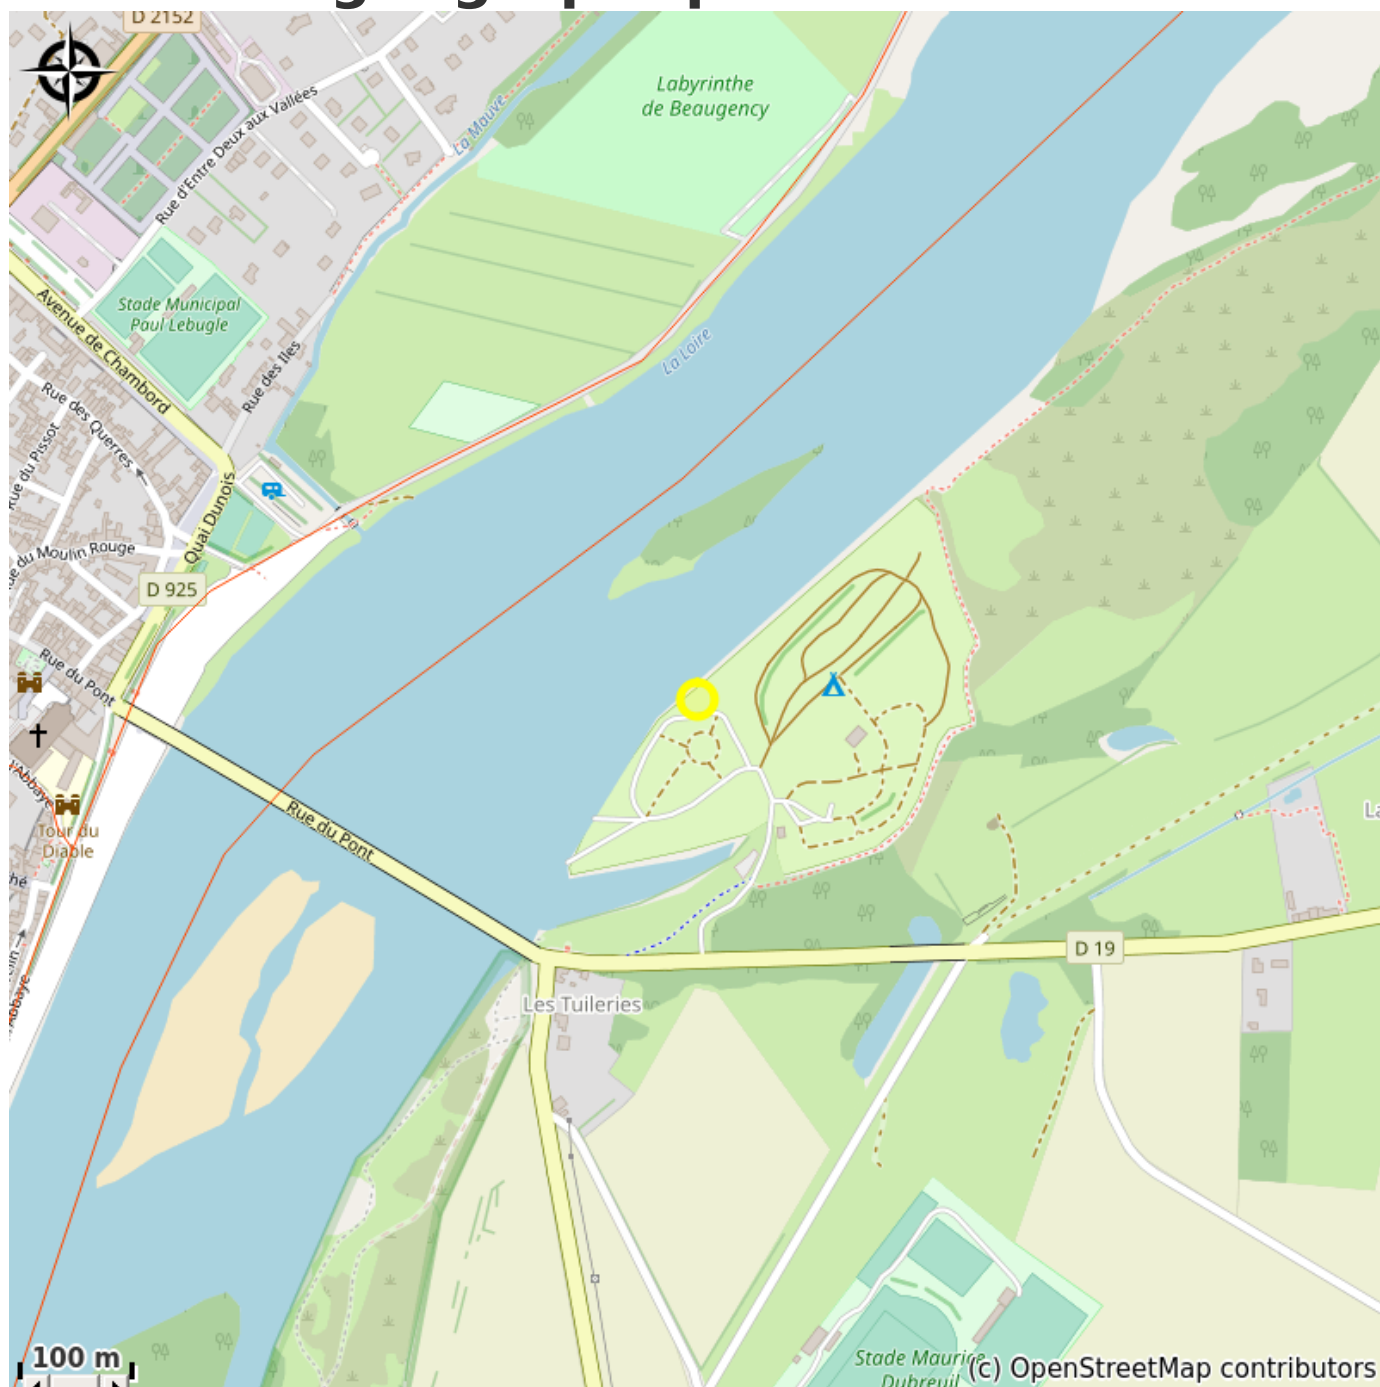 D 2152
Rue d'Entre Deux aux Vallées
La Mauve
Labyrinthe
de Beaugency
Stade Municipal
Paul Lebugle
Avenue de Chambord
Rue des Iles
La Loire
Rue des Querres
Rue du Pissot
Quai Dunois
du Moulin Rouge
D 925
Rue du Pont
l'Abbaye
Tour du
Diable
Rue du Pont
D 19
Les Tuileries
Stade Maurice
Dubreuil
100 m
(c) OpenStreetMap contributors